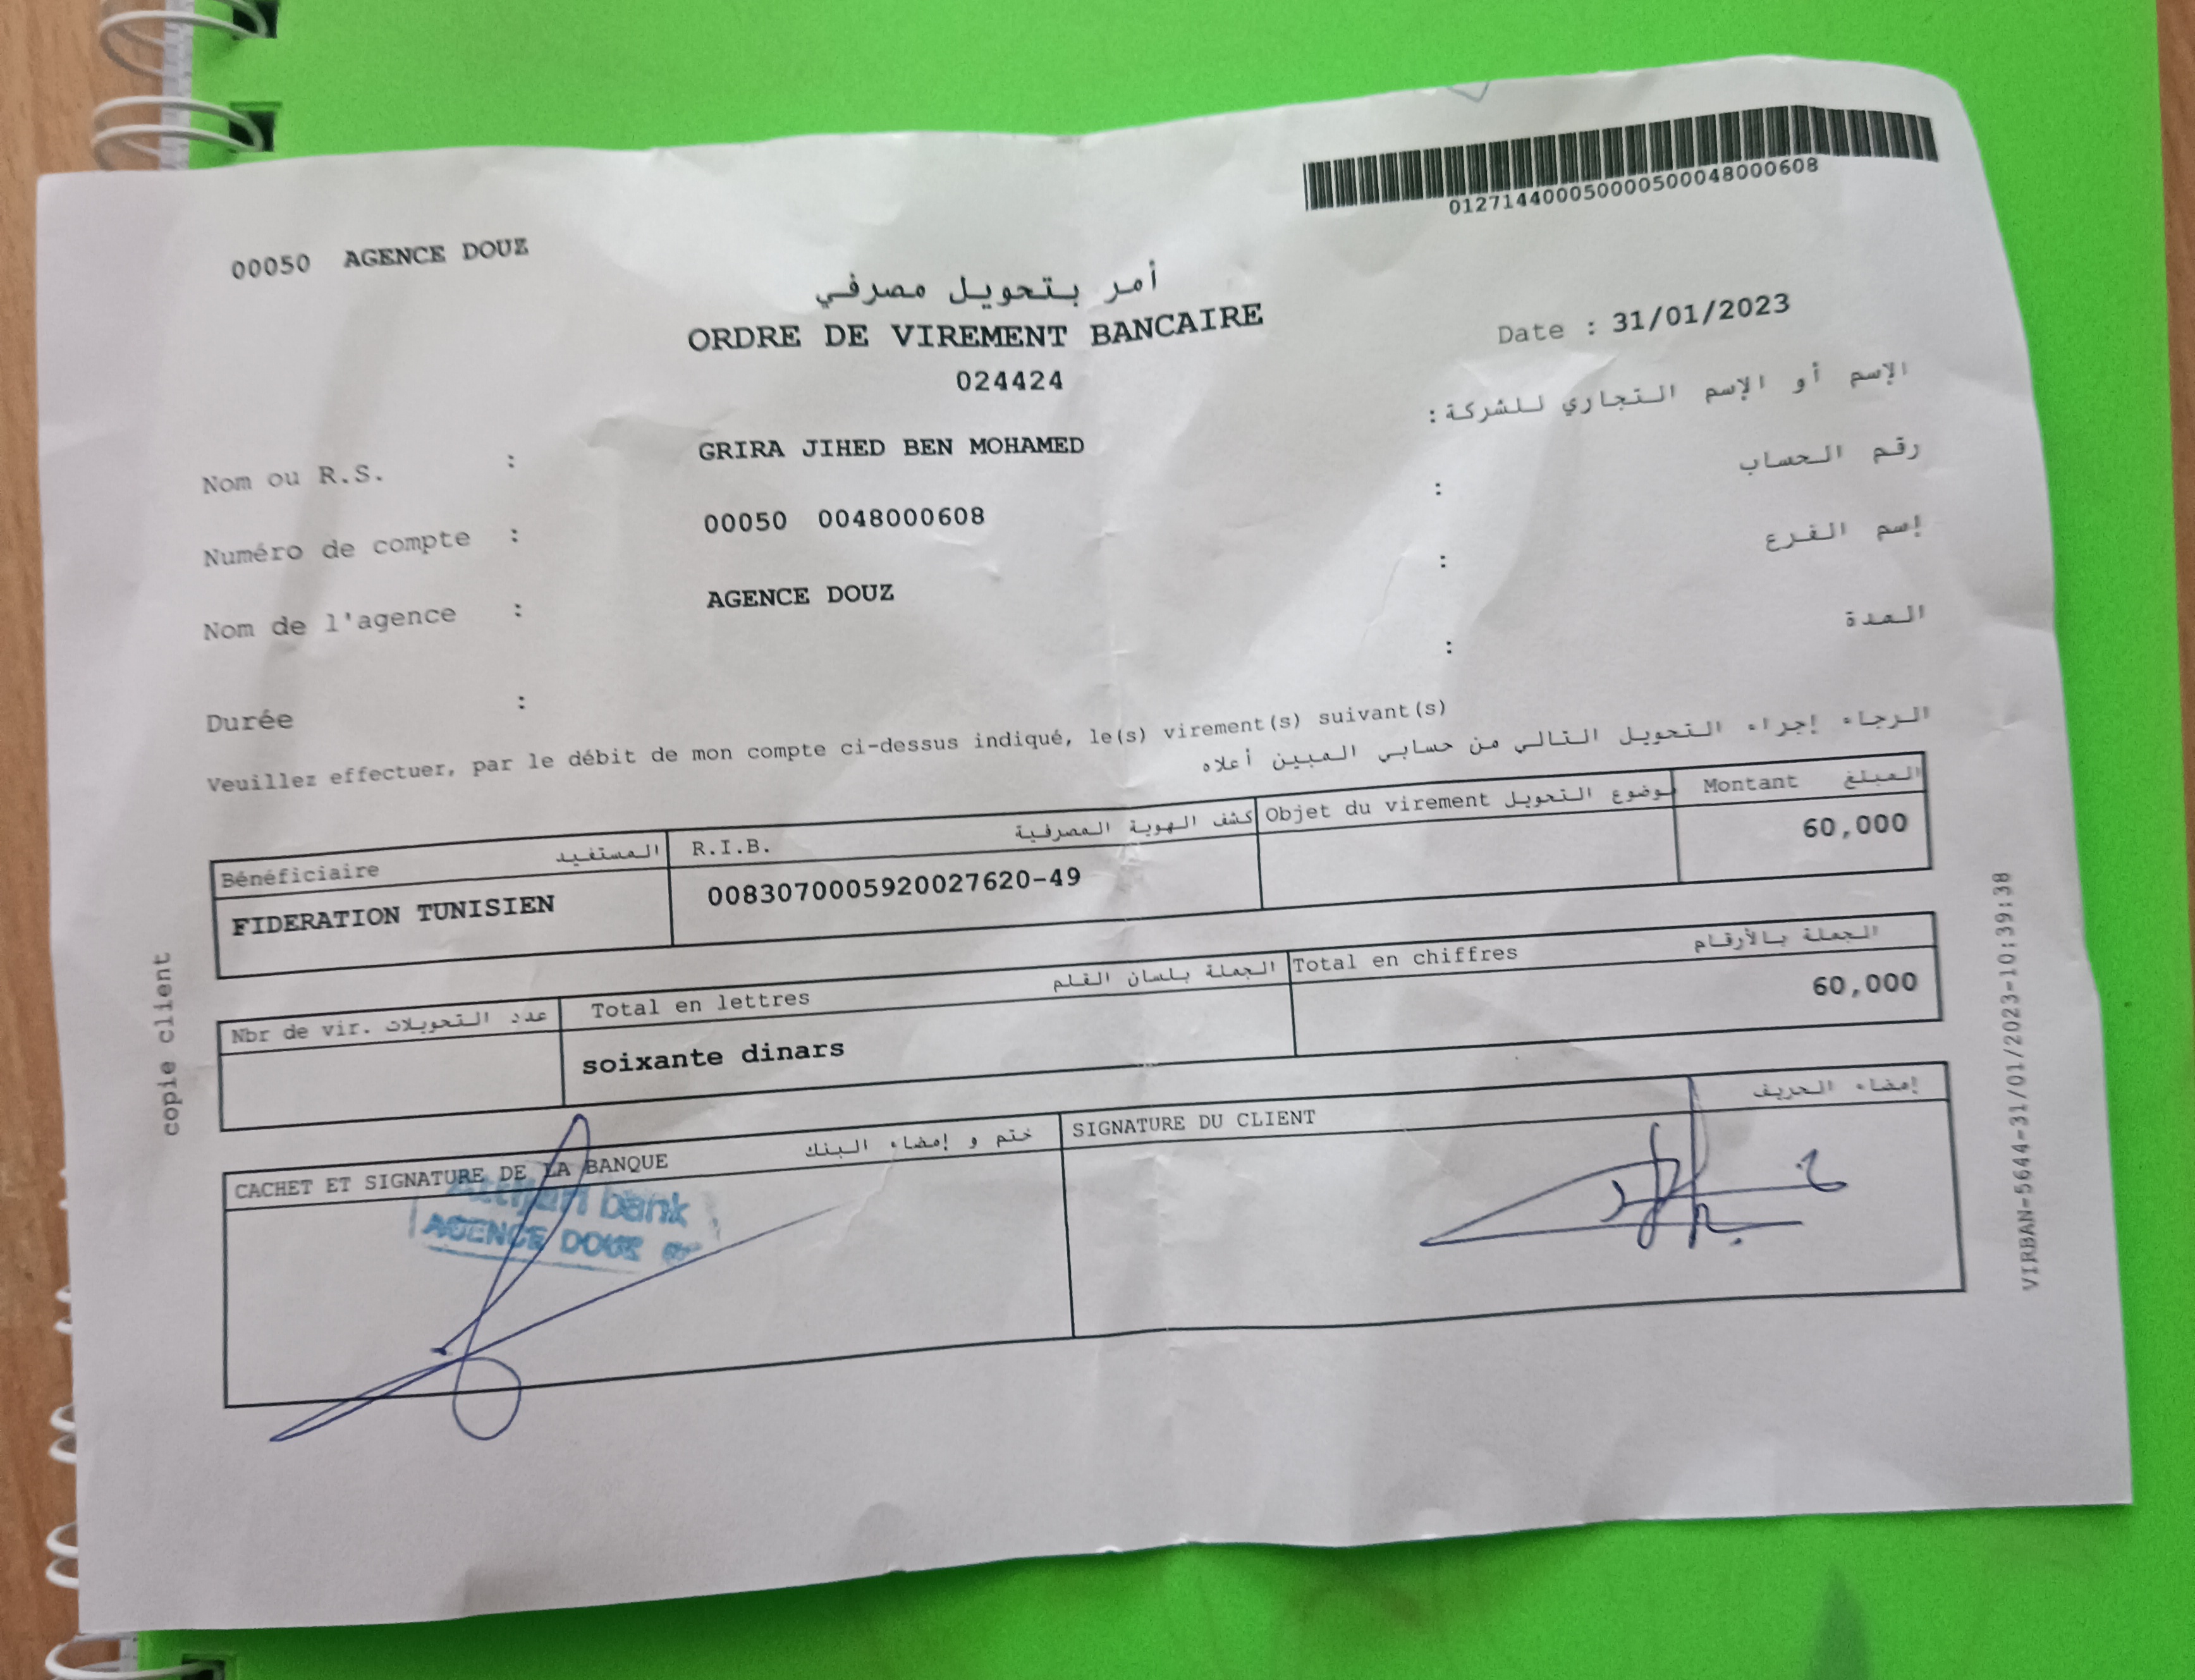 01271440005000050004800​0608
00050 AGENCE DOUZ
أمر بتحويل مصرفي
ORDRE DE VIREMENT BANCAIRE
024424
Date : 31/01/2023
Nom ou R.S. : GRIRA JIHED BEN MOHAMED الإسم أو الإسم التجاري للشركة:
Numéro de compte : 00050 0048000608 : رقم الحساب
Nom de l'agence : AGENCE DOUZ : إسم الفرع
Durée : : المدة
Veuillez effectuer, par le débit de mon compte ci-dessus indiqué, le(s) virement(s) suivant(s)
الرجاء إجراء التحويل التالي من حسابي المبين أعلاه
Bénéficiaire المستفيد R.I.B. كشف الهوية المصرفية Objet du virement موضوع التحويل Montant المبلغ
FIDERATION TUNISIEN 0083070005920027620-49 60,000
Nbr de vir. عدد التحويلات Total en lettres الجملة بلسان القلم Total en chiffres الجملة بالأرقام
soixante dinars 60,000
CACHET ET SIGNATURE DE LA BANQUE ختم و إمضاء البنك SIGNATURE DU CLIENT إمضاء الحريف
Attijari bank
AGENCE DOUZ
copie client
VIRBAN-5644-31/01/2023-10:39:38